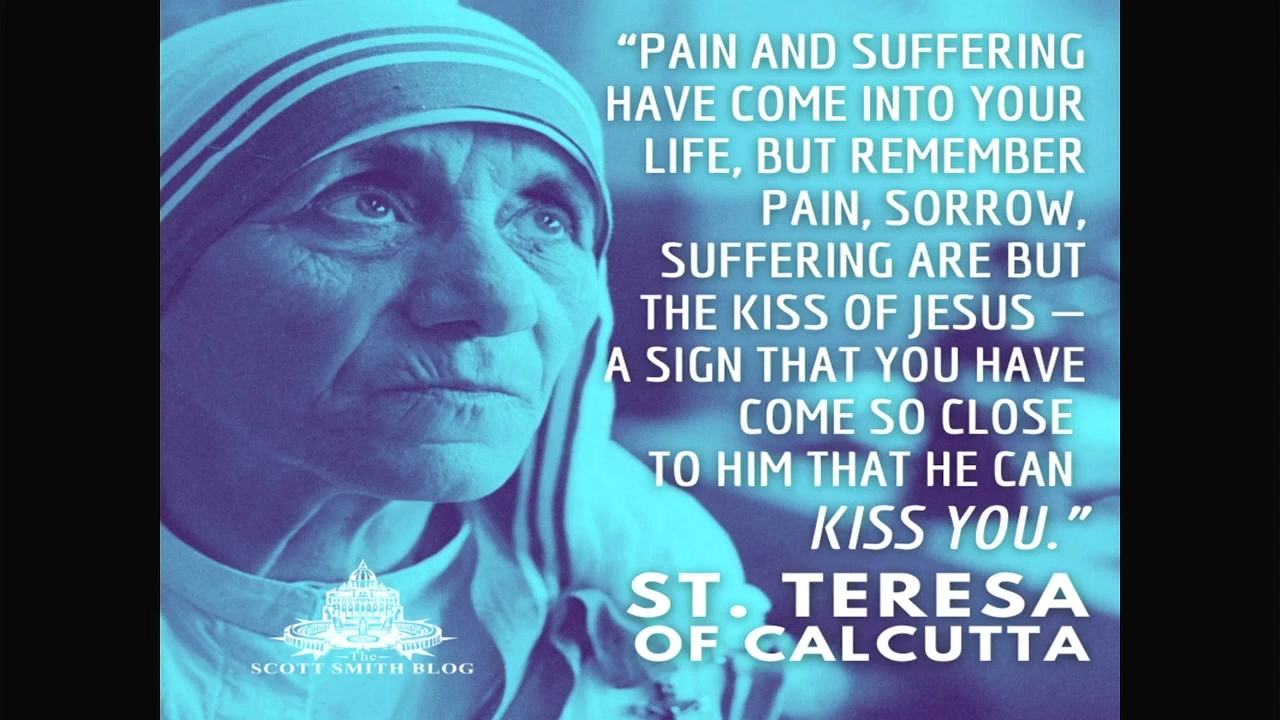 “PAIN AND SUFFERING
HAVE COME INTO YOUR
LIFE, BUT REMEMBER
PAIN, SORROW,
SUFFERING ARE BUT
THE KISS OF JESUS –
A SIGN THAT YOU HAVE
COME SO CLOSE
TO HIM THAT HE CAN
KISS YOU.”
ST. TERESA
OF CALCUTTA
The
SCOTT SMITH BLOG